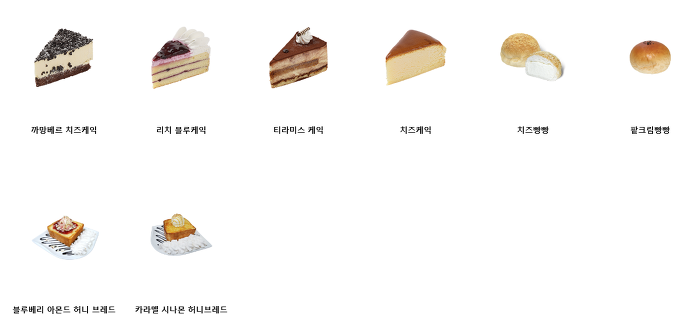 까망베르 치즈케익
리치 블루케익
티라미스 케익
치즈케익
치즈빵빵
팥크림빵빵
블루베리 아몬드 허니 브레드
카라멜 시나몬 허니브레드